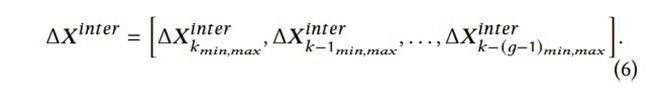 ΔX^{inter} = [ΔX^{inter}_{k_{min,max}}, ΔX^{inter}_{k-1_{min,max}}, ..., ΔX^{inter}_{k-(g-1)_{min,max}}].
(6)